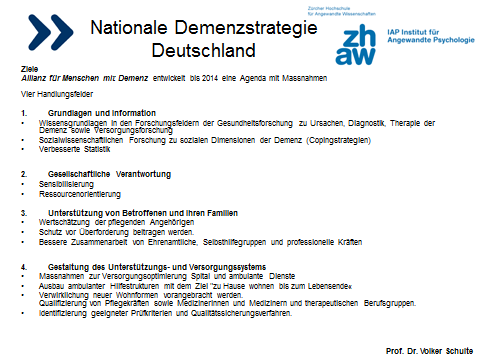 Zürcher Hochschule
für Angewandte Wissenschaften
Nationale Demenzstrategie
Deutschland
zh
aw
IAP Institut für
Angewandte Psychologie
Ziele
Allianz für Menschen mit Demenz entwickelt bis 2014 eine Agenda mit Massnahmen
Vier Handlungsfelder
1. Grundlagen und Information
• Wissensgrundlagen in den Forschungsfeldern der Gesundheitsforschung zu Ursachen, Diagnostik, Therapie der
Demenz sowie Versorgungsforschung
• Sozialwissenschaftlichen Forschung zu sozialen Dimensionen der Demenz (Copingstrategien)
• Verbesserte Statistik
2. Gesellschaftliche Verantwortung
• Sensibilisierung
• Ressourcenorientierung
3. Unterstützung von Betroffenen und ihren Familien
• Wertschätzung der pflegenden Angehörigen
• Schutz vor Überforderung beitragen werden.
• Bessere Zusammenarbeit von Ehrenamtliche, Selbsthilfegruppen und professionelle Kräften
4. Gestaltung des Unterstützungs- und Versorgungssystems
• Massnahmen zur Versorgungsoptimierung Spital und ambulante Dienste
• Ausbau ambulanter Hilfestrukturen mit dem Ziel "zu Hause wohnen bis zum Lebensende«
• Verwirklichung neuer Wohnformen vorangebracht werden.
Qualifizierung von Pflegekräften sowie Medizinerinnen und Medizinern und therapeutischen Berufsgruppen.
• Identifizierung geeigneter Prüfkriterien und Qualitätssicherungsverfahren.
Prof. Dr. Volker Schulte